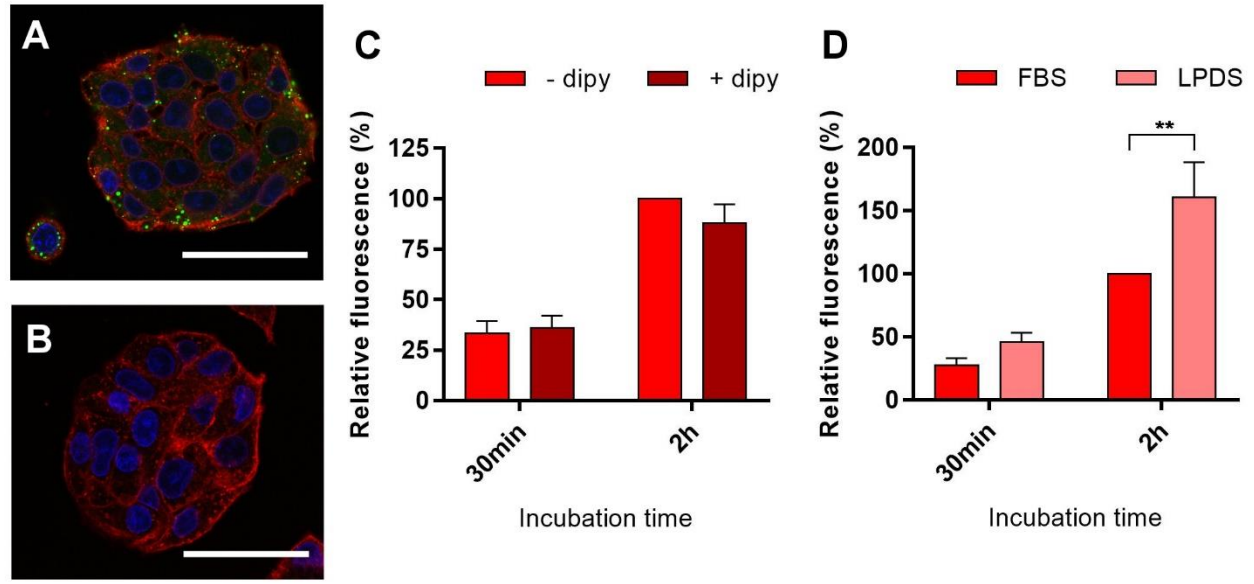 A
B
C
- dipy + dipy
Relative fluorescence (%)
125
100
75
50
25
0
30min 2h
Incubation time
D
FBS LPDS
**
Relative fluorescence (%)
200
150
100
50
0
30min 2h
Incubation time